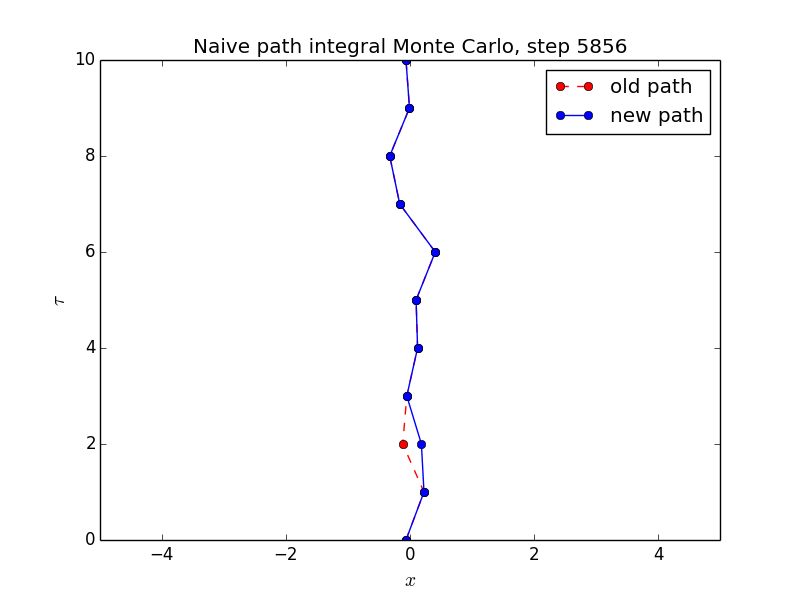 Naive path integral Monte Carlo, step 5856
old path
new path
10
8
6
4
2
0
τ
−4 −2 0 2 4
x